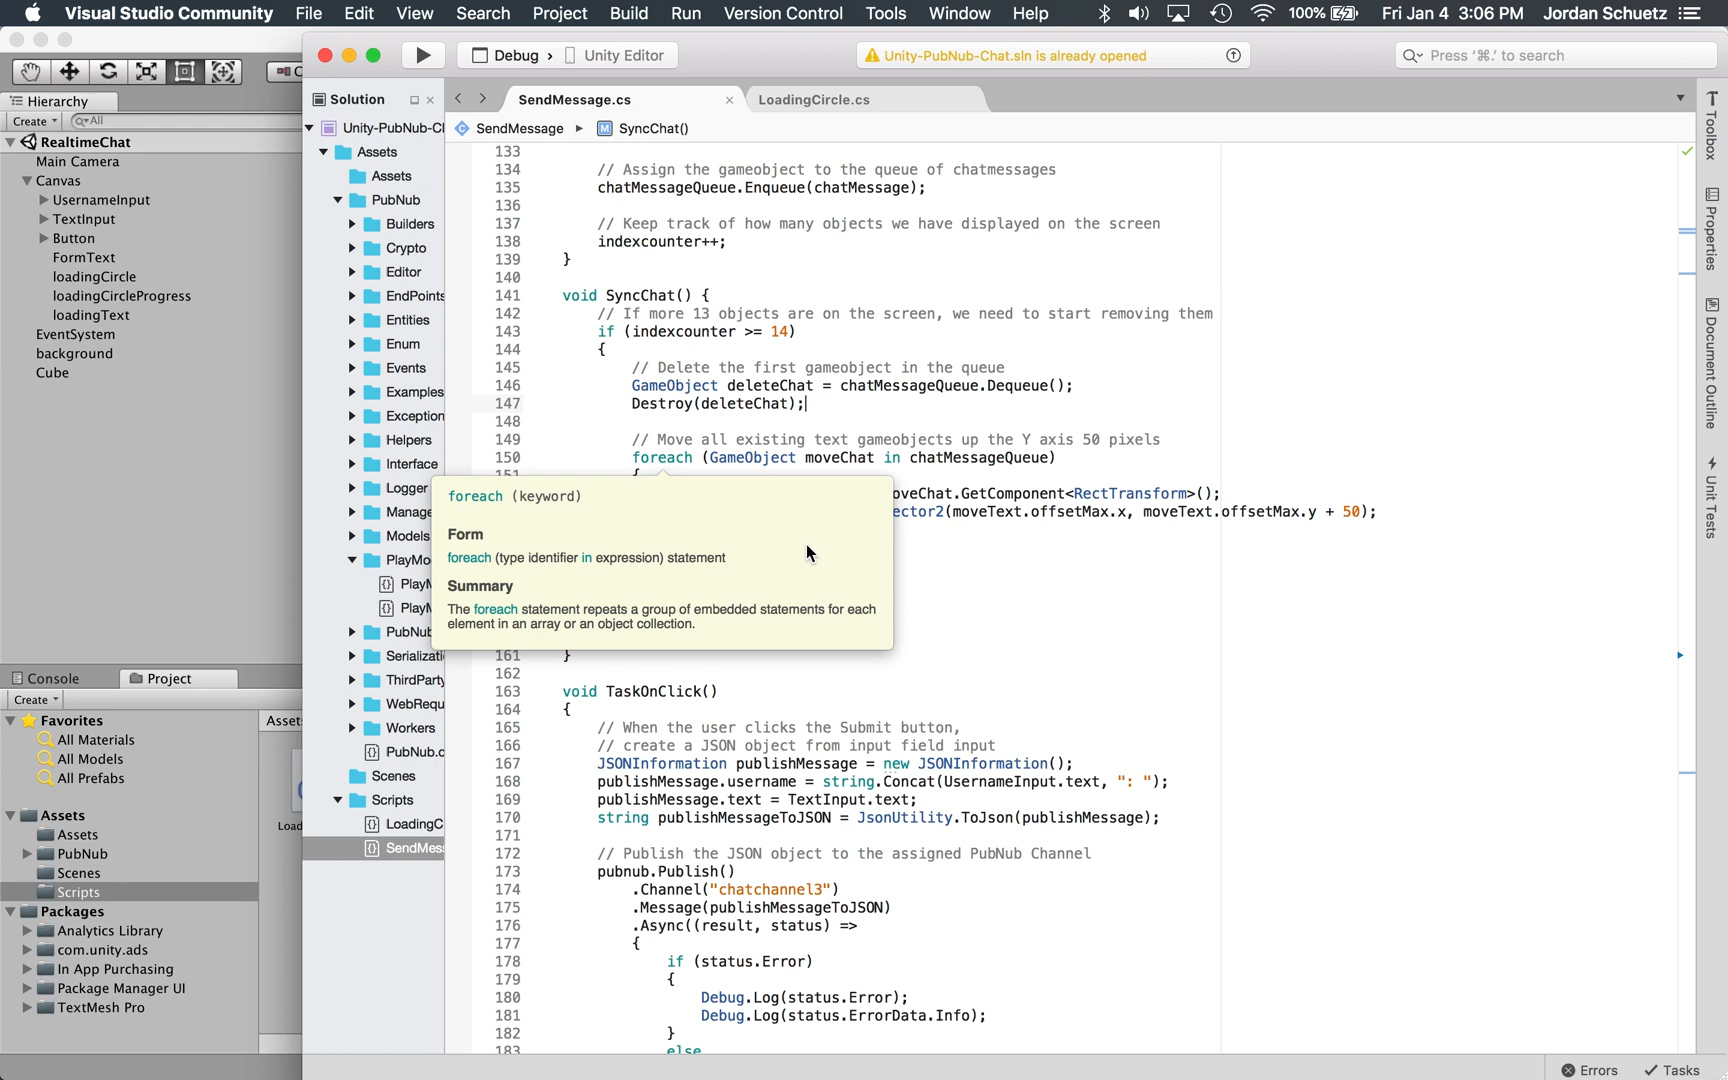 Visual Studio Community File Edit View Search Project Build Run Version Control Tools Window Help 100% Fri Jan 4 3:06 PM Jordan Schuetz
Debug › Unity Editor
Unity-PubNub-Chat.sln is already opened
Press '⌘.' to search
Hierarchy
Create
All
RealtimeChat
Main Camera
Canvas
UsernameInput
TextInput
Button
FormText
loadingCircle
loadingCircleProgress
loadingText
EventSystem
background
Cube
Console Project
Create
Favorites
All Materials
All Models
All Prefabs
Assets
Assets
PubNub
Scenes
Scripts
Packages
Analytics Library
com.unity.ads
In App Purchasing
Package Manager UI
TextMesh Pro
Asset
Load
Solution
Unity-PubNub-Cl
Assets
Assets
PubNub
Builders
Crypto
Editor
EndPoints
Entities
Enum
Events
Examples
Exception
Helpers
Interface
Logger
Manage
Models
PlayMo
PlayM
PlayM
PubNub
Serializati
ThirdParty
WebRequ
Workers
PubNub.c
Scenes
Scripts
LoadingC
SendMes
SendMessage.cs LoadingCircle.cs
SendMessage ▸ SyncChat()
133
134 // Assign the gameobject to the queue of chatmessages
135 chatMessageQueue.Enqueue(chatMessage);
136
137 // Keep track of how many objects we have displayed on the screen
138 indexcounter++;
139 }
140
141 void SyncChat() {
142 // If more 13 objects are on the screen, we need to start removing them
143 if (indexcounter >= 14)
144 {
145 // Delete the first gameobject in the queue
146 GameObject deleteChat = chatMessageQueue.Dequeue();
147 Destroy(deleteChat);
148
149 // Move all existing text gameobjects up the Y axis 50 pixels
150 foreach (GameObject moveChat in chatMessageQueue)
151 {
oveChat.GetComponent<RectTransform>();
ector2(moveText.offsetMax.x, moveText.offsetMax.y + 50);
foreach (keyword)
Form
foreach (type identifier in expression) statement
Summary
The foreach statement repeats a group of embedded statements for each
element in an array or an object collection.
161 }
162
163 void TaskOnClick()
164 {
165 // When the user clicks the Submit button,
166 // create a JSON object from input field input
167 JSONInformation publishMessage = new JSONInformation();
168 publishMessage.username = string.Concat(UsernameInput.text, ": ");
169 publishMessage.text = TextInput.text;
170 string publishMessageToJSON = JsonUtility.ToJson(publishMessage);
171
172 // Publish the JSON object to the assigned PubNub Channel
173 pubnub.Publish()
174 .Channel("chatchannel3")
175 .Message(publishMessageToJSON)
176 .Async((result, status) =>
177 {
178 if (status.Error)
179 {
180 Debug.Log(status.Error);
181 Debug.Log(status.ErrorData.Info);
182 }
183 else
Toolbox
Properties
Document Outline
Unit Tests
Errors Tasks